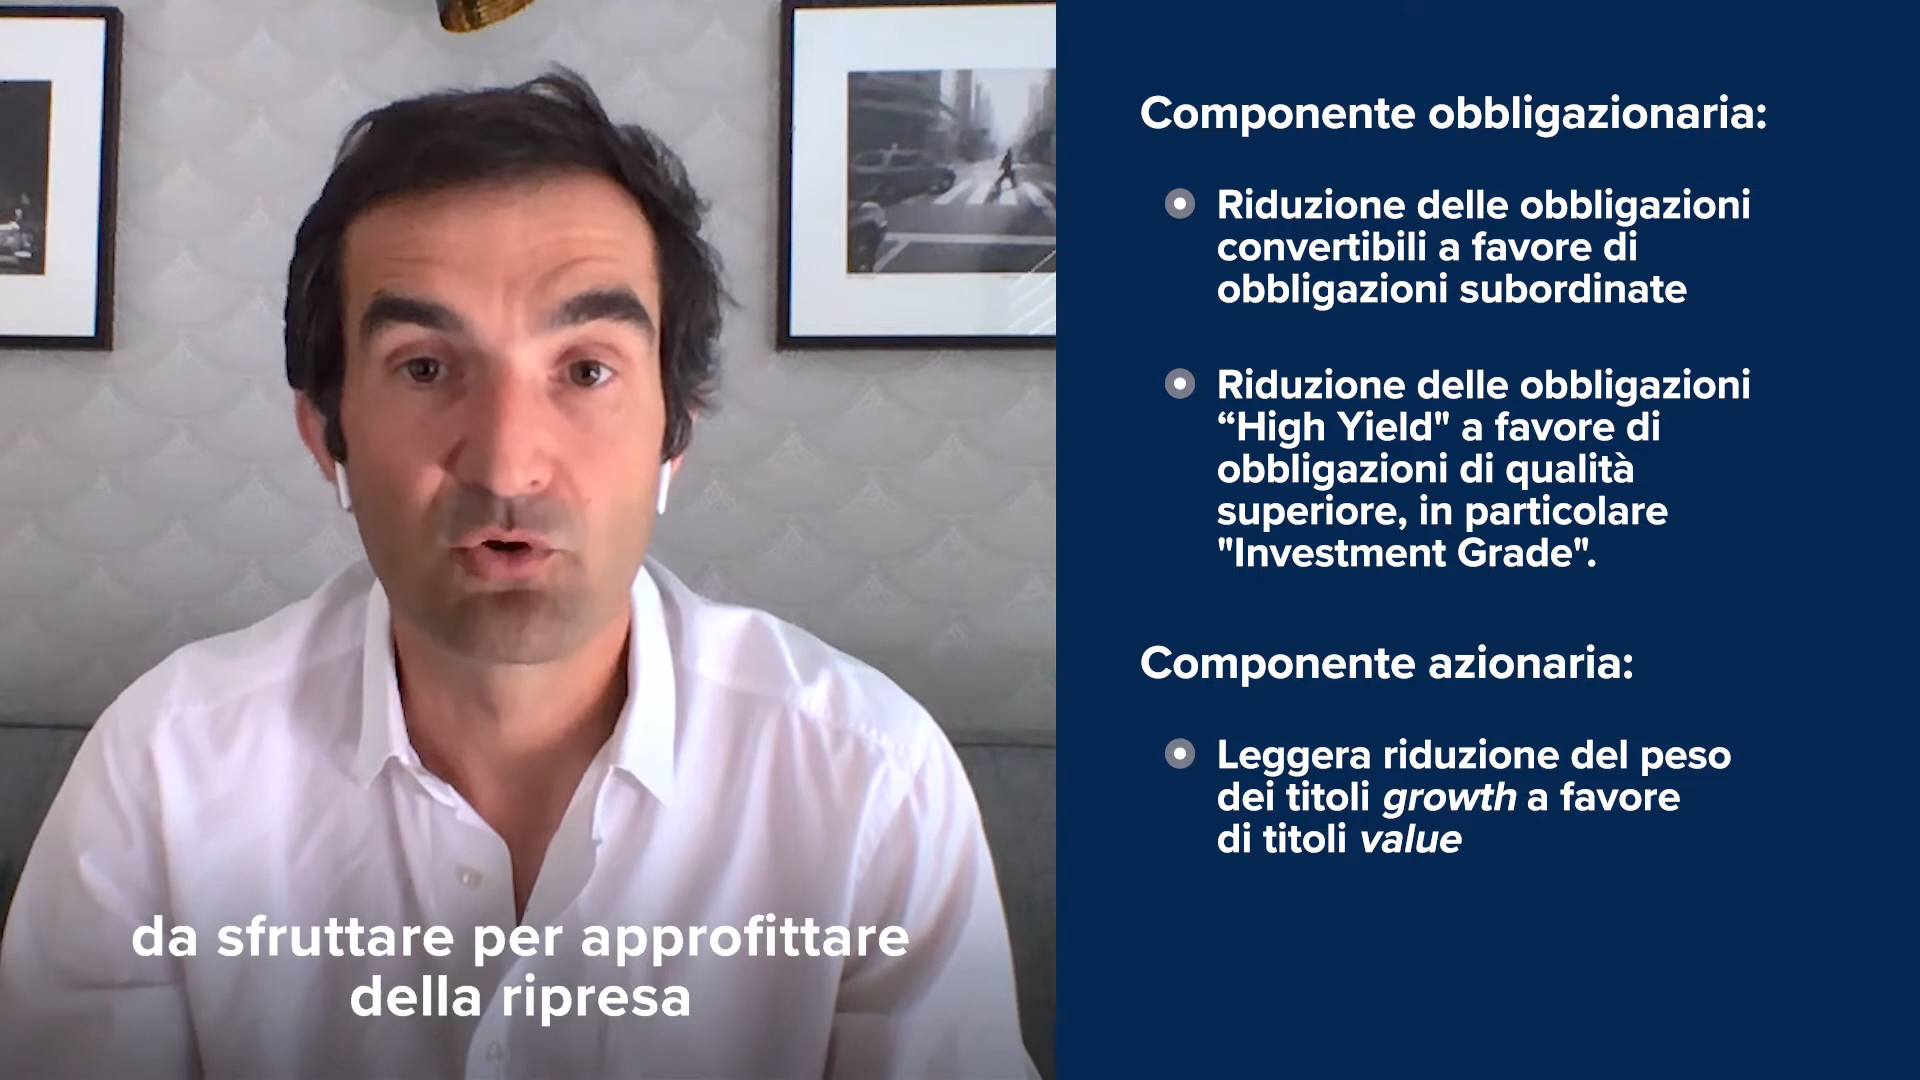 Componente obbligazionaria:
Riduzione delle obbligazioni
convertibili a favore di
obbligazioni subordinate
Riduzione delle obbligazioni
“High Yield" a favore di
obbligazioni di qualità
superiore, in particolare
"Investment Grade".
Componente azionaria:
Leggera riduzione del peso
dei titoli growth a favore
di titoli value
da sfruttare per approfittare
della ripresa